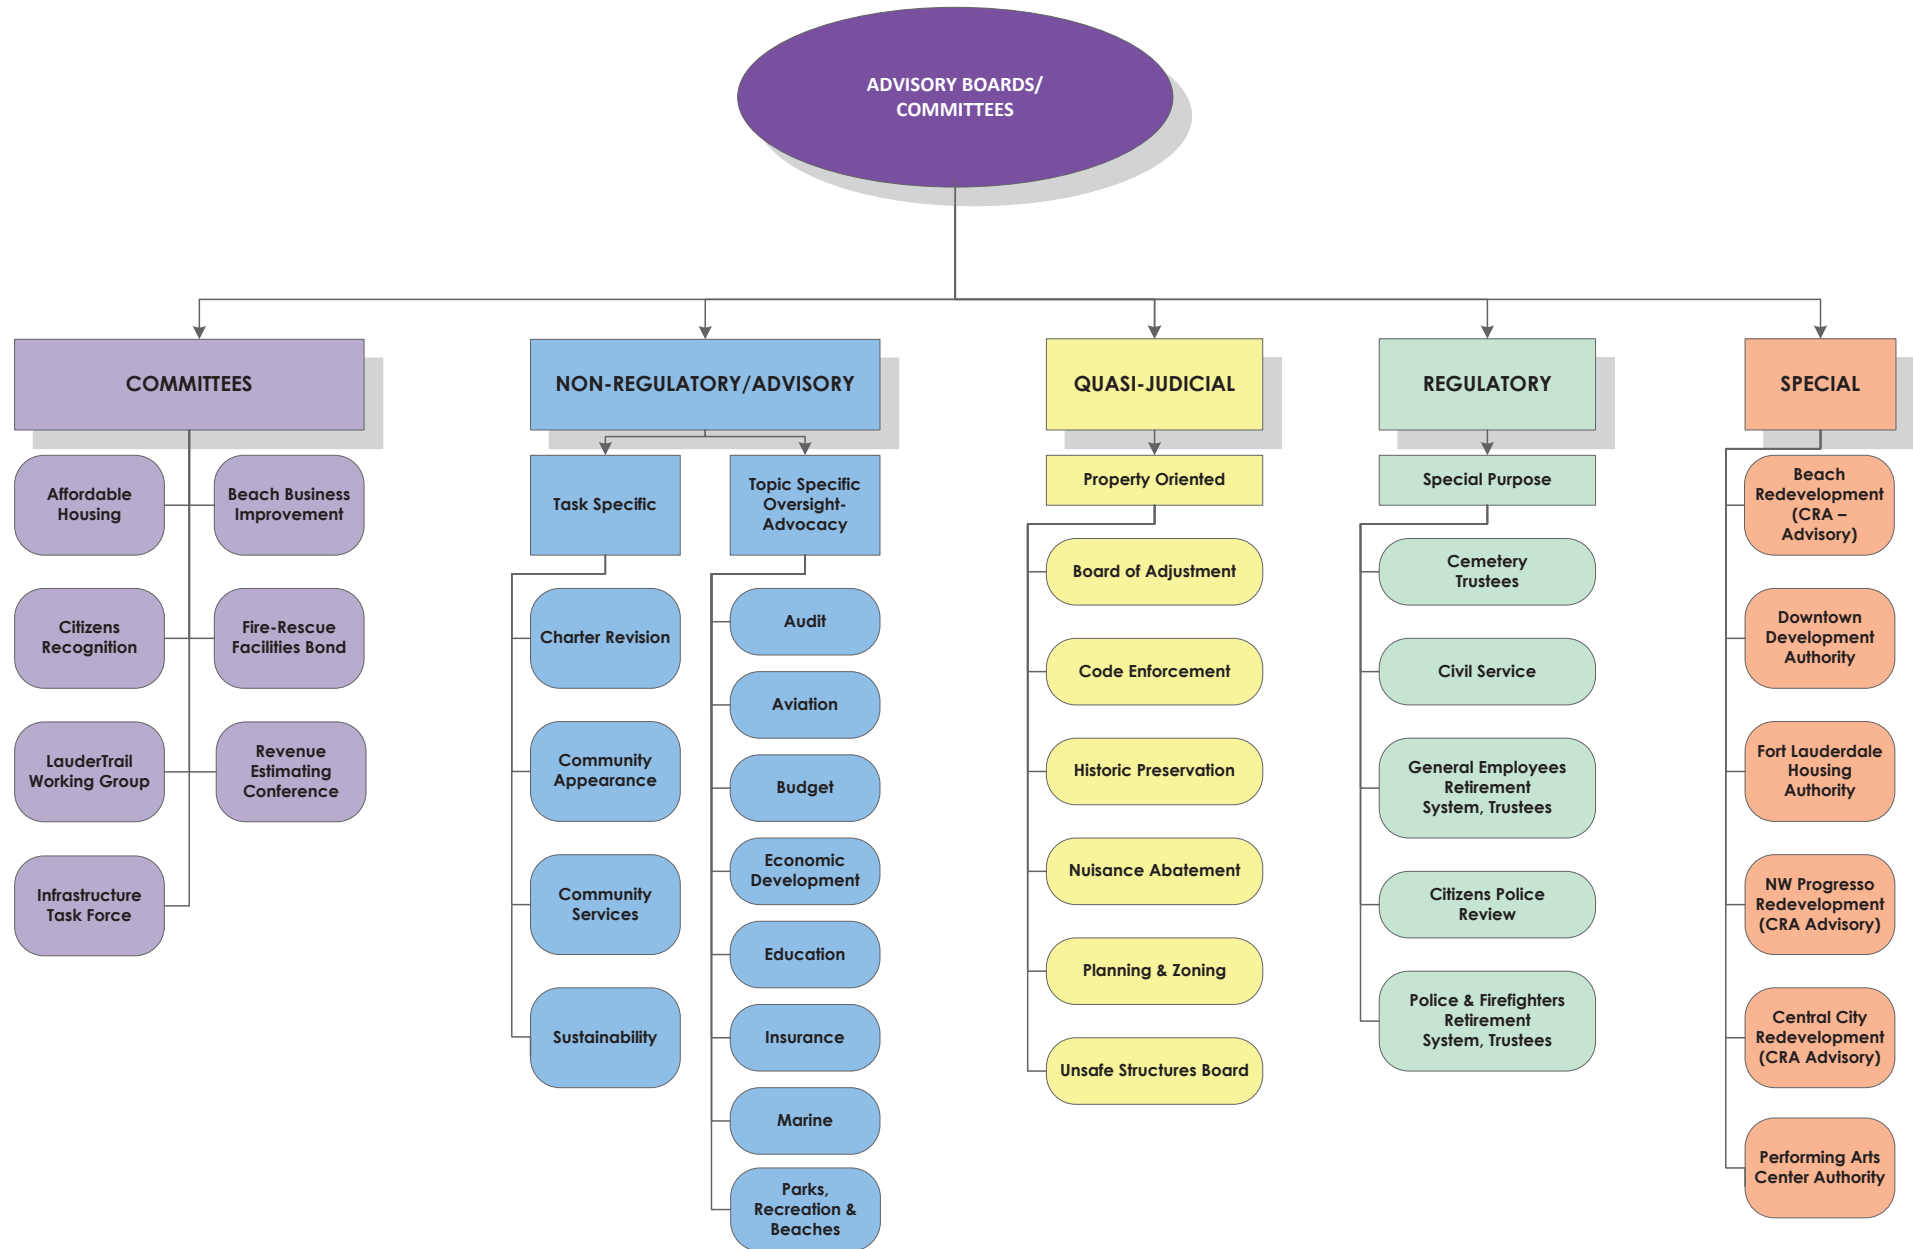 ADVISORY BOARDS/
COMMITTEES
COMMITTEES
Affordable
Housing
Beach Business
Improvement
Citizens
Recognition
Fire-Rescue
Facilities Bond
LauderTrail
Working Group
Revenue
Estimating
Conference
Infrastructure
Task Force
NON-REGULATORY/ADVISORY
Task Specific
Charter Revision
Community
Appearance
Community
Services
Sustainability
Topic Specific
Oversight-
Advocacy
Audit
Aviation
Budget
Economic
Development
Education
Insurance
Marine
Parks,
Recreation &
Beaches
QUASI-JUDICIAL
Property Oriented
Board of Adjustment
Code Enforcement
Historic Preservation
Nuisance Abatement
Planning & Zoning
Unsafe Structures Board
REGULATORY
Special Purpose
Cemetery
Trustees
Civil Service
General Employees
Retirement
System, Trustees
Citizens Police
Review
Police & Firefighters
Retirement
System, Trustees
SPECIAL
Beach
Redevelopment
(CRA –
Advisory)
Downtown
Development
Authority
Fort Lauderdale
Housing
Authority
NW Progresso
Redevelopment
(CRA Advisory)
Central City
Redevelopment
(CRA Advisory)
Performing Arts
Center Authority